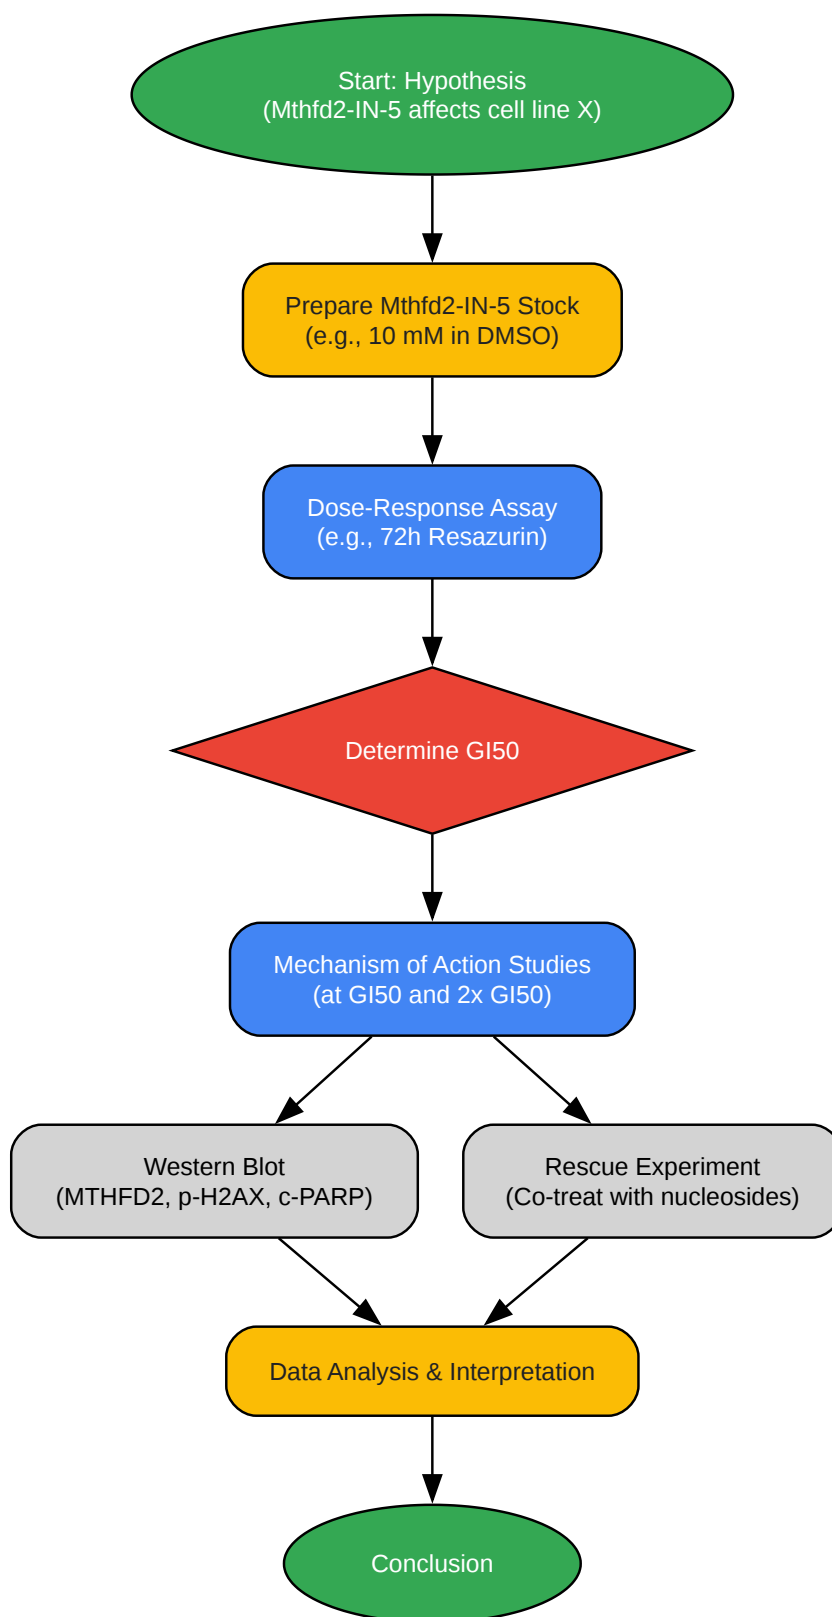 Start: Hypothesis
(Mthfd2-IN-5 affects cell line X)
Prepare Mthfd2-IN-5 Stock
(e.g., 10 mM in DMSO)
Dose-Response Assay
(e.g., 72h Resazurin)
Determine GI50
Mechanism of Action Studies
(at GI50 and 2x GI50)
Western Blot
(MTHFD2, p-H2AX, c-PARP)
Rescue Experiment
(Co-treat with nucleosides)
Data Analysis & Interpretation
Conclusion